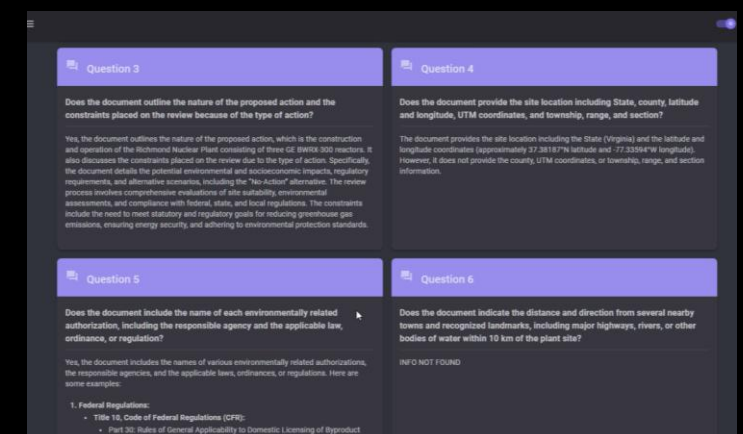 Question 3
Does the document outline the nature of the proposed action and the
constraints placed on the review because of the type of action?
Yes, the document outlines the nature of the proposed action, which is the construction
and operation of the Richmond Nuclear Plant consisting of three GE BWRX-300 reactors. It
also discusses the constraints placed on the review due to the type of action. Specifically,
the document details the potential environmental and socioeconomic impacts, regulatory
requirements, and alternative scenarios, including the "No-Action" alternative. The review
process involves comprehensive evaluations of site suitability, environmental
assessments, and compliance with federal, state, and local regulations. The constraints
include the need to meet statutory and regulatory goals for reducing greenhouse gas
emissions, ensuring energy security, and adhering to environmental protection standards.
Question 4
Does the document provide the site location including State, county, latitude
and longitude, UTM coordinates, and township, range, and section?
The document provides the site location including the State (Virginia) and the latitude and
longitude coordinates (approximately 37.38187°N latitude and -77.33594°W longitude).
However, it does not provide the county, UTM coordinates, or township, range, and section
information.
Question 5
Does the document include the name of each environmentally related
authorization, including the responsible agency and the applicable law,
ordinance, or regulation?
Yes, the document includes the names of various environmentally related authorizations,
the responsible agencies, and the applicable laws, ordinances, or regulations. Here are
some examples:
1. Federal Regulations:
• Title 10, Code of Federal Regulations (CFR):
• Part 30: Rules of General Applicability to Domestic Licensing of Byproduct
Question 6
Does the document indicate the distance and direction from several nearby
towns and recognized landmarks, including major highways, rivers, or other
bodies of water within 10 km of the plant site?
INFO NOT FOUND